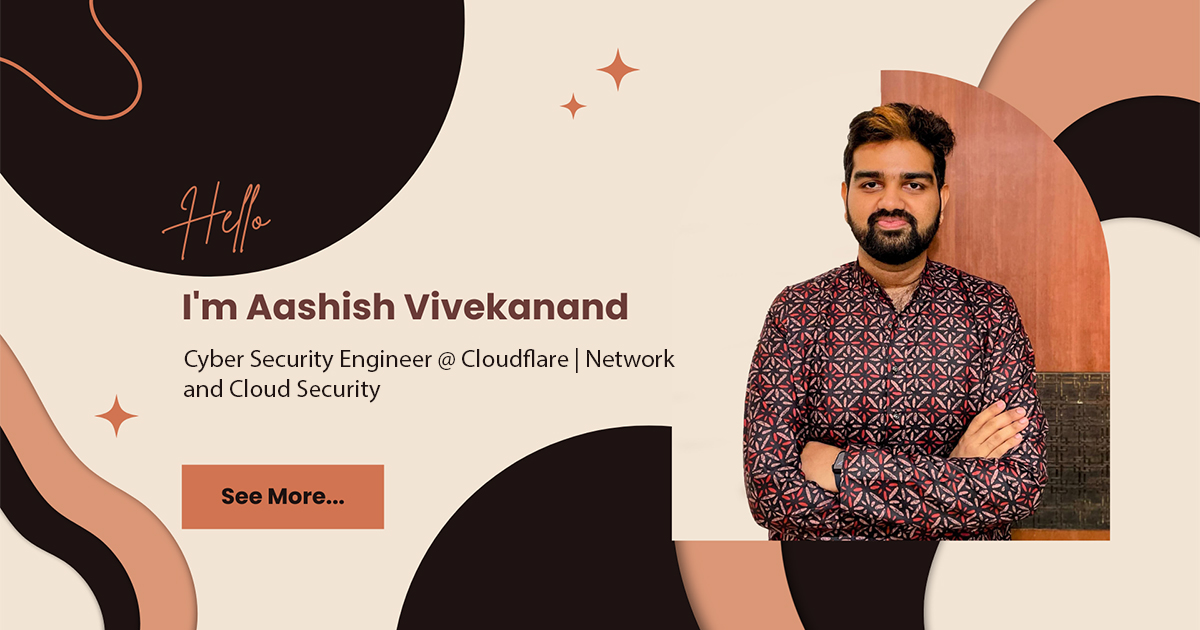 Hello
I'm Aashish Vivekanand
Cyber Security Engineer @ Cloudflare | Network
and Cloud Security
See More...